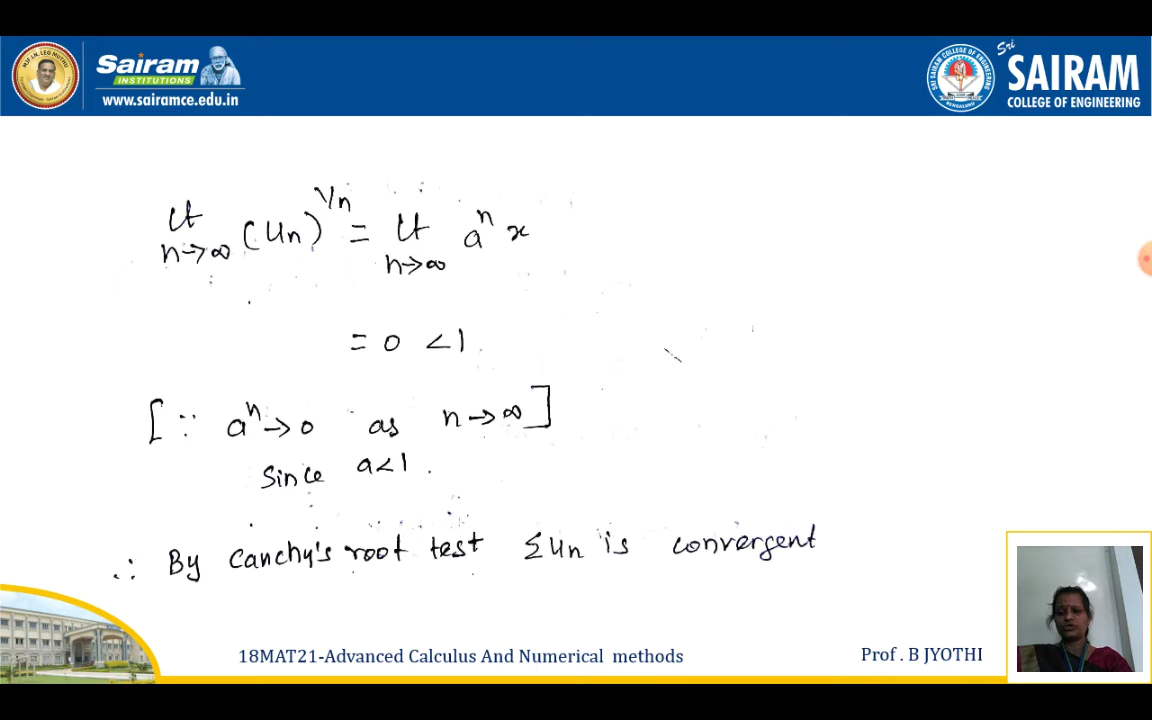 Sairam
INSTITUTIONS
www.sairamce.edu.in
Sri
SAIRAM
COLLEGE OF ENGINEERING
lt n→∞ (Un)^1/n = lt n→∞ a^n x
= 0 <1.
[∵ a^n → 0 as n→∞]
Since a<1.
∴ By Canchy's root test ΣUn is convergent
18MAT21-Advanced Calculus And Numerical methods
Prof . B JYOTHI